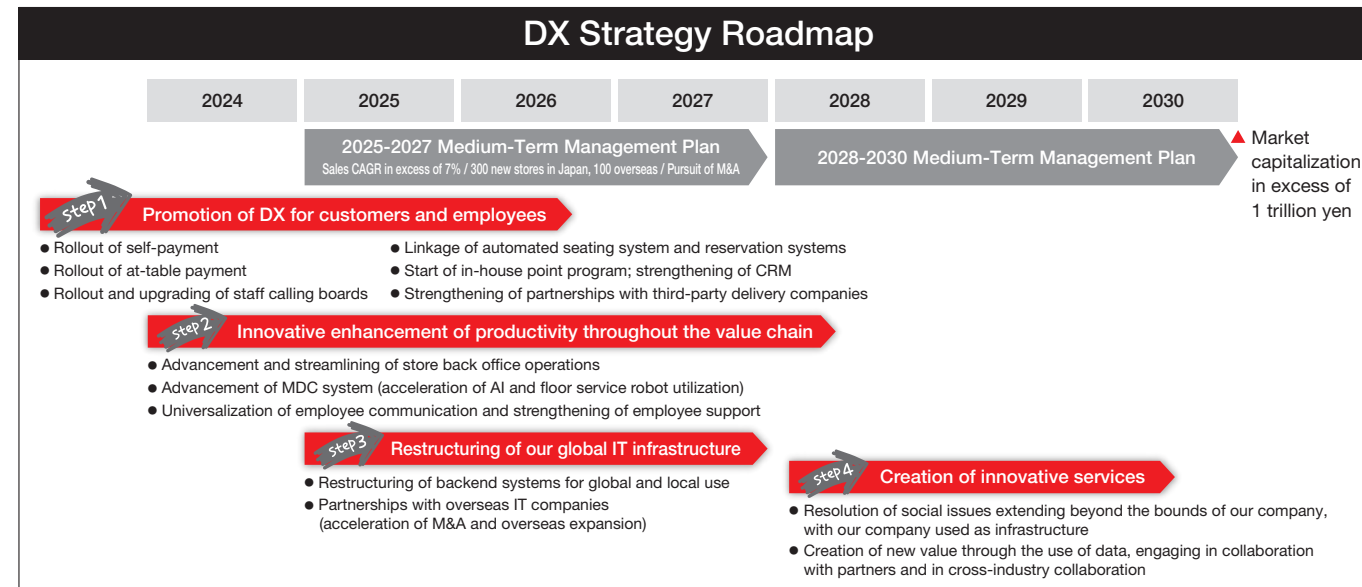 DX Strategy Roadmap
2024 2025 2026 2027 2028 2029 2030
2025-2027 Medium-Term Management Plan
Sales CAGR in excess of 7% / 300 new stores in Japan, 100 overseas / Pursuit of M&A
2028-2030 Medium-Term Management Plan
▲ Market
capitalization
in excess of
1 trillion yen
Step1 Promotion of DX for customers and employees
● Rollout of self-payment
● Rollout of at-table payment
● Rollout and upgrading of staff calling boards
● Linkage of automated seating system and reservation systems
● Start of in-house point program; strengthening of CRM
● Strengthening of partnerships with third-party delivery companies
Step2 Innovative enhancement of productivity throughout the value chain
● Advancement and streamlining of store back office operations
● Advancement of MDC system (acceleration of AI and floor service robot utilization)
● Universalization of employee communication and strengthening of employee support
Step3 Restructuring of our global IT infrastructure
● Restructuring of backend systems for global and local use
● Partnerships with overseas IT companies
(acceleration of M&A and overseas expansion)
Step4 Creation of innovative services
● Resolution of social issues extending beyond the bounds of our company,
with our company used as infrastructure
● Creation of new value through the use of data, engaging in collaboration
with partners and in cross-industry collaboration